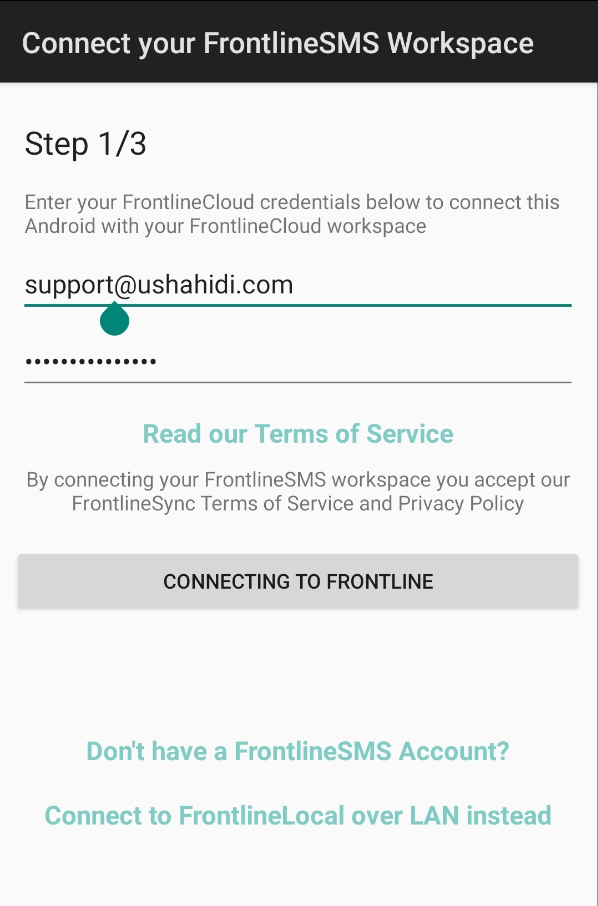 Connect your FrontlineSMS Workspace
Step 1/3
Enter your FrontlineCloud credentials below to connect this
Android with your FrontlineCloud workspace
support@ushahidi.com
•••••••••••••••
Read our Terms of Service
By connecting your FrontlineSMS workspace you accept our
FrontlineSync Terms of Service and Privacy Policy
CONNECTING TO FRONTLINE
Don't have a FrontlineSMS Account?
Connect to FrontlineLocal over LAN instead